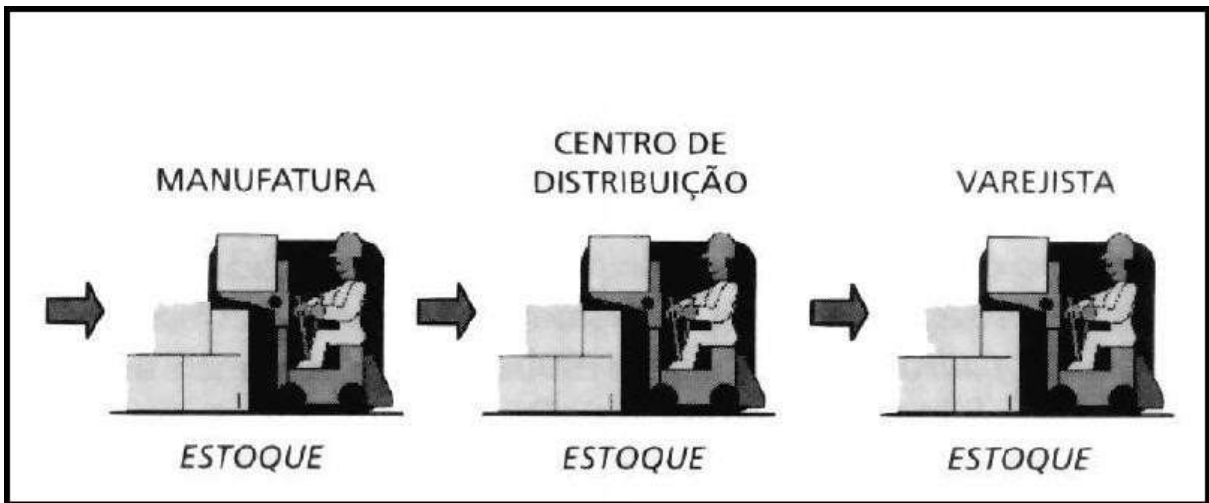 MANUFATURA
CENTRO DE
DISTRIBUIÇÃO
VAREJISTA
ESTOQUE
ESTOQUE
ESTOQUE